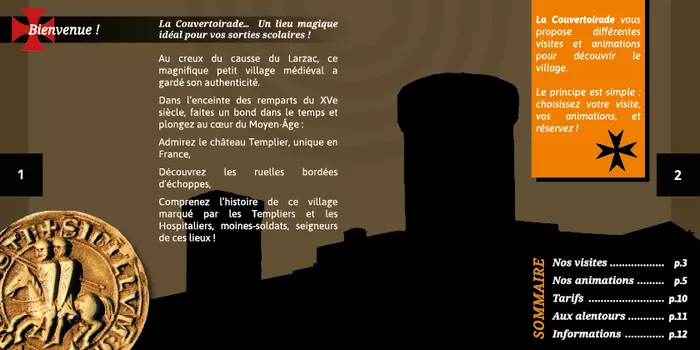 Bienvenue !
La Couvertoirade... Un lieu magique
idéal pour vos sorties scolaires !
Au creux du causse du Larzac, ce
magnifique petit village médiéval a
gardé son authenticité.
Dans l'enceinte des remparts du XVe
siècle, faites un bond dans le temps et
plongez au cœur du Moyen-Âge :
Admirez le château Templier, unique en
France,
Découvrez les ruelles bordées
d'échoppes,
Comprenez l'histoire de ce village
marqué par les Templiers et les
Hospitaliers, moines-soldats, seigneurs
de ces lieux !
1
La Couvertoirade vous
propose différentes
visites et animations
pour découvrir le
village.
Le principe est simple :
choisissez votre visite,
vos animations, et
réservez !
2
SOMMAIRE
Nos visites .................. p.3
Nos animations ......... p.5
Tarifs ......................... p.10
Aux alentours ............ p.11
Informations ............. p.12